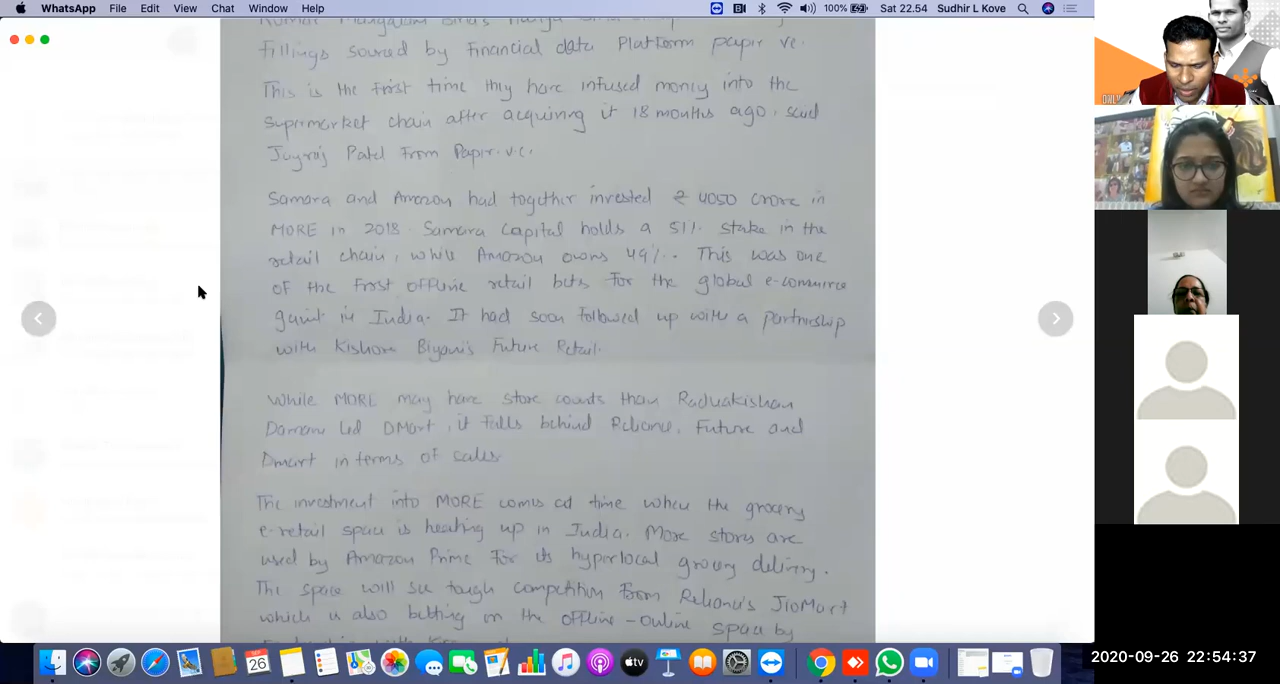 WhatsApp File Edit View Chat Window Help
100% Sat 22.54 Sudhir L Kove
fillings sourced by financial data Platform papir vc.
This is the first time they have infused money into the
supermarket chain after acquiring it 18 months ago, said
Patel From Papir.v.c.
Samara and Amazon had together invested ₹ 4050 crore in
MORE in 2018. Samara Capital holds a 51% stake in the
retail chain, while Amazon owns 49%. This was one
of the first offline retail bets for the global e-commerce
in India. It had soon followed up with a partnership
with Kishore Biyani's Future Retail.
While MORE may have store counts than Radhakishan
Damani led DMart, it falls behind Reliance, Future and
Dmart in terms of sales
The investment into MORE comes at time when the grocery
e-retail space is heating up in India. More stores are
used by Amazon Prime for its hyperlocal grocery delivery.
The space will see tough competition from Reliance's JioMart
which is also betting on the offline-online space by
SEP
26
tv
2020-09-26 22:54:37